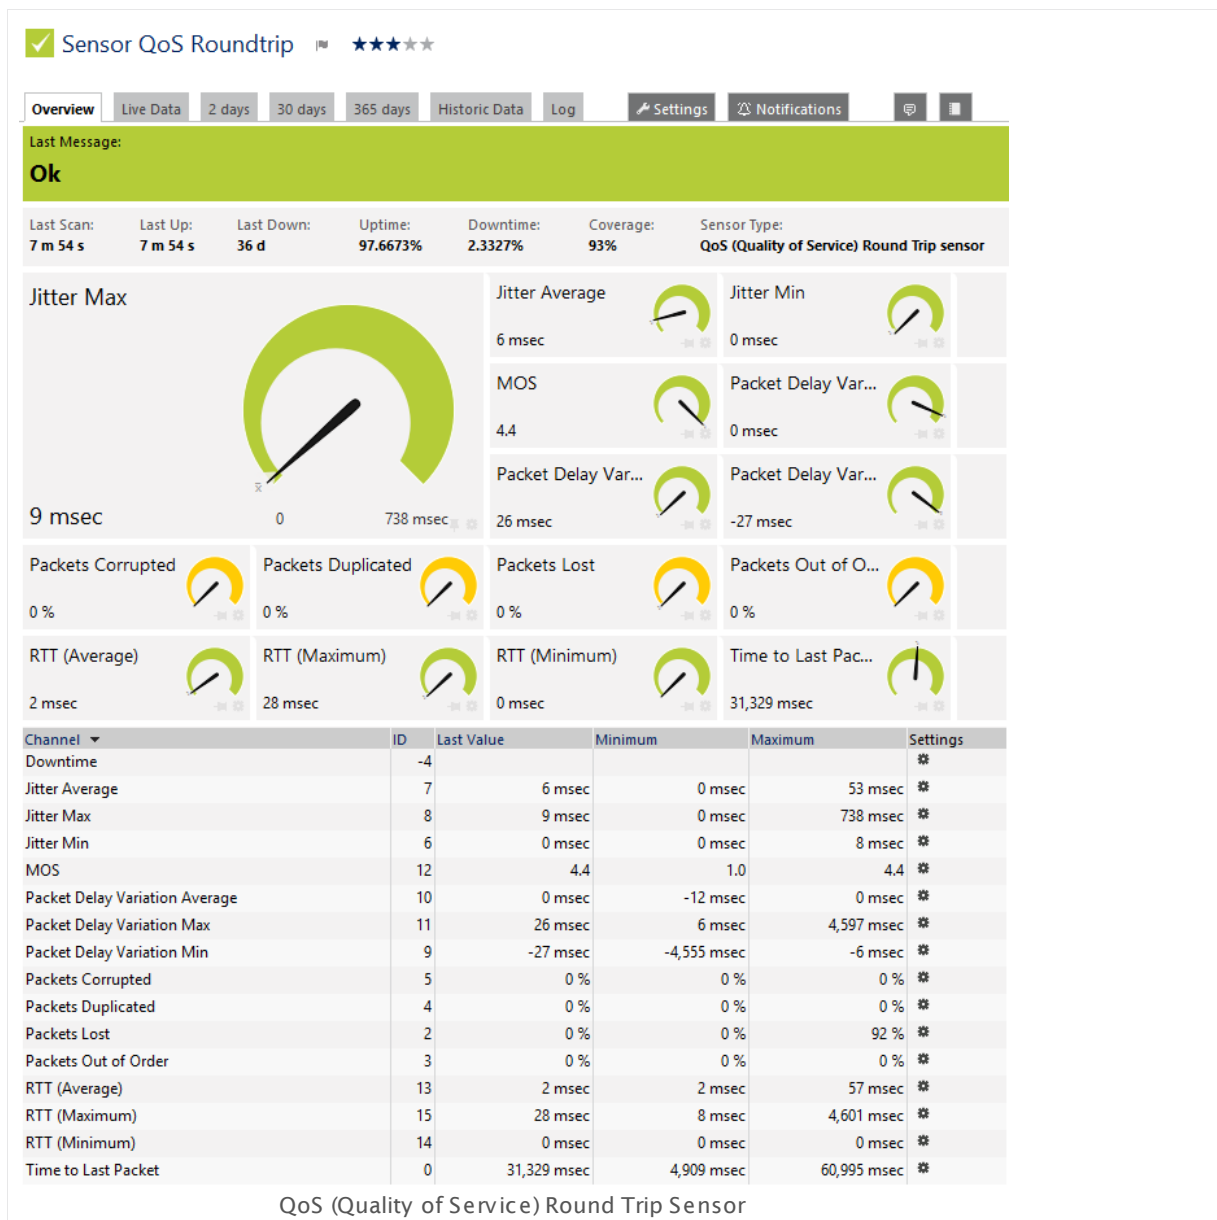 Sensor QoS Roundtrip
Overview Live Data 2 days 30 days 365 days Historic Data Log Settings Notifications
Last Message:
Ok
Last Scan: Last Up: Last Down: Uptime: Downtime: Coverage: Sensor Type:
7 m 54 s 7 m 54 s 36 d 97.6673% 2.3327% 93% QoS (Quality of Service) Round Trip sensor
Jitter Max
9 msec
0 738 msec
Jitter Average
6 msec
Jitter Min
0 msec
MOS
4.4
Packet Delay Var...
0 msec
Packet Delay Var...
26 msec
Packet Delay Var...
-27 msec
Packets Corrupted
0 %
Packets Duplicated
0 %
Packets Lost
0 %
Packets Out of O...
0 %
RTT (Average)
2 msec
RTT (Maximum)
28 msec
RTT (Minimum)
0 msec
Time to Last Pac...
31,329 msec
Channel ID Last Value Minimum Maximum Settings
Downtime -4
Jitter Average 7 6 msec 0 msec 53 msec
Jitter Max 8 9 msec 0 msec 738 msec
Jitter Min 6 0 msec 0 msec 8 msec
MOS 12 4.4 1.0 4.4
Packet Delay Variation Average 10 0 msec -12 msec 0 msec
Packet Delay Variation Max 11 26 msec 6 msec 4,597 msec
Packet Delay Variation Min 9 -27 msec -4,555 msec -6 msec
Packets Corrupted 5 0 % 0 % 0 %
Packets Duplicated 4 0 % 0 % 0 %
Packets Lost 2 0 % 0 % 92 %
Packets Out of Order 3 0 % 0 % 0 %
RTT (Average) 13 2 msec 2 msec 57 msec
RTT (Maximum) 15 28 msec 8 msec 4,601 msec
RTT (Minimum) 14 0 msec 0 msec 0 msec
Time to Last Packet 0 31,329 msec 4,909 msec 60,995 msec
QoS (Quality of Service) Round Trip Sensor